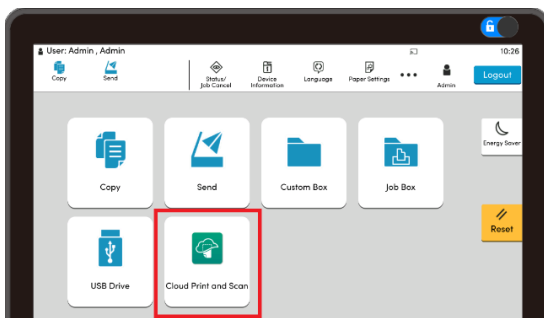 User: Admin , Admin
10:26
Copy
Send
Status/
Job Cancel
Device
Information
Language
Paper Settings
Admin
Logout
Energy Saver
Copy
Send
Custom Box
Job Box
Reset
USB Drive
Cloud Print and Scan